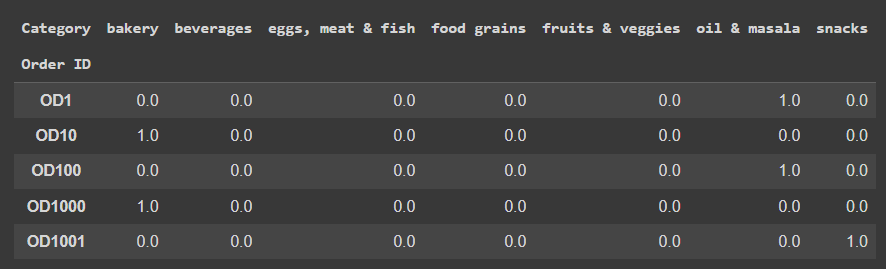 Category bakery beverages eggs, meat & fish food grains fruits & veggies oil & masala snacks
Order ID
OD1 0.0 0.0 0.0 0.0 0.0 1.0 0.0
OD10 1.0 0.0 0.0 0.0 0.0 0.0 0.0
OD100 0.0 0.0 0.0 0.0 0.0 1.0 0.0
OD1000 1.0 0.0 0.0 0.0 0.0 0.0 0.0
OD1001 0.0 0.0 0.0 0.0 0.0 0.0 1.0